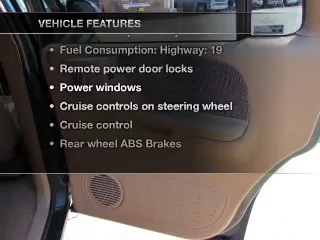 VEHICLE FEATURES
Fuel Consumption: Highway: 19
Remote power door locks
Power windows
Cruise controls on steering wheel
Cruise control
Rear wheel ABS Brakes